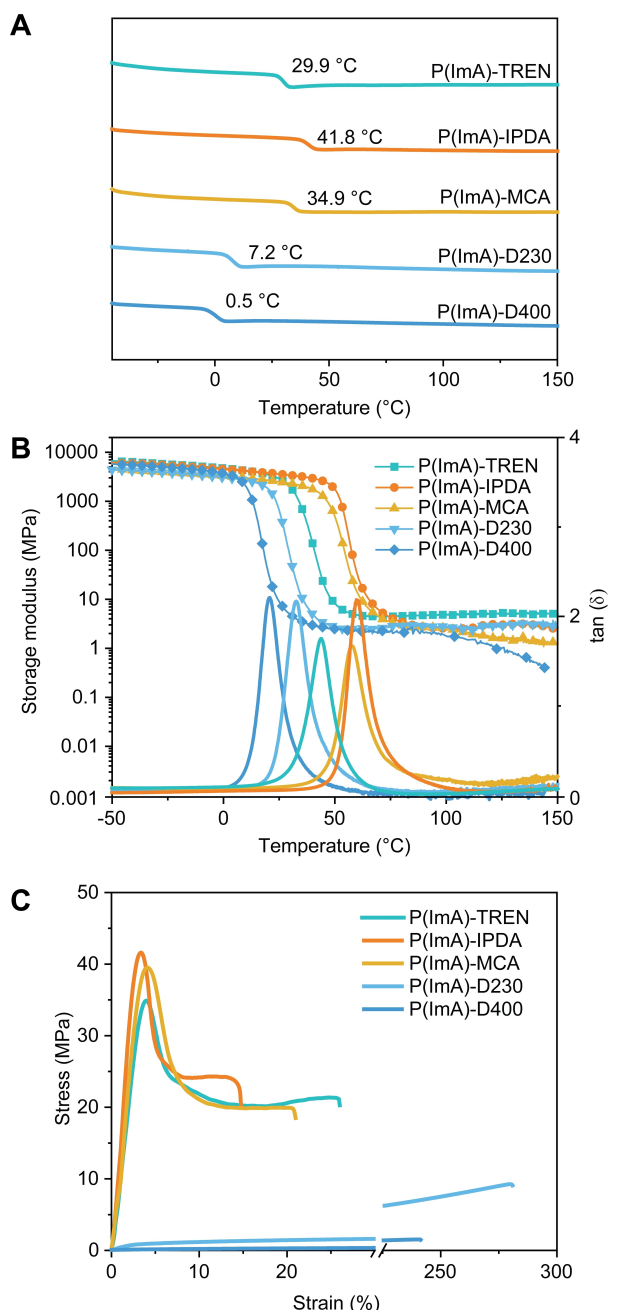 A
29.9 °C
P(ImA)-TREN
41.8 °C
P(ImA)-IPDA
34.9 °C
P(ImA)-MCA
7.2 °C
P(ImA)-D230
0.5 °C
P(ImA)-D400
0 50 100 150
Temperature (°C)
B
10000
1000
100
10
1
0.1
0.01
0.001
Storage modulus (MPa)
P(ImA)-TREN
P(ImA)-IPDA
P(ImA)-MCA
P(ImA)-D230
P(ImA)-D400
4
2
0
tan (δ)
-50 0 50 100 150
Temperature (°C)
C
50
40
30
20
10
0
Stress (MPa)
P(ImA)-TREN
P(ImA)-IPDA
P(ImA)-MCA
P(ImA)-D230
P(ImA)-D400
0 10 20 250 300
Strain (%)